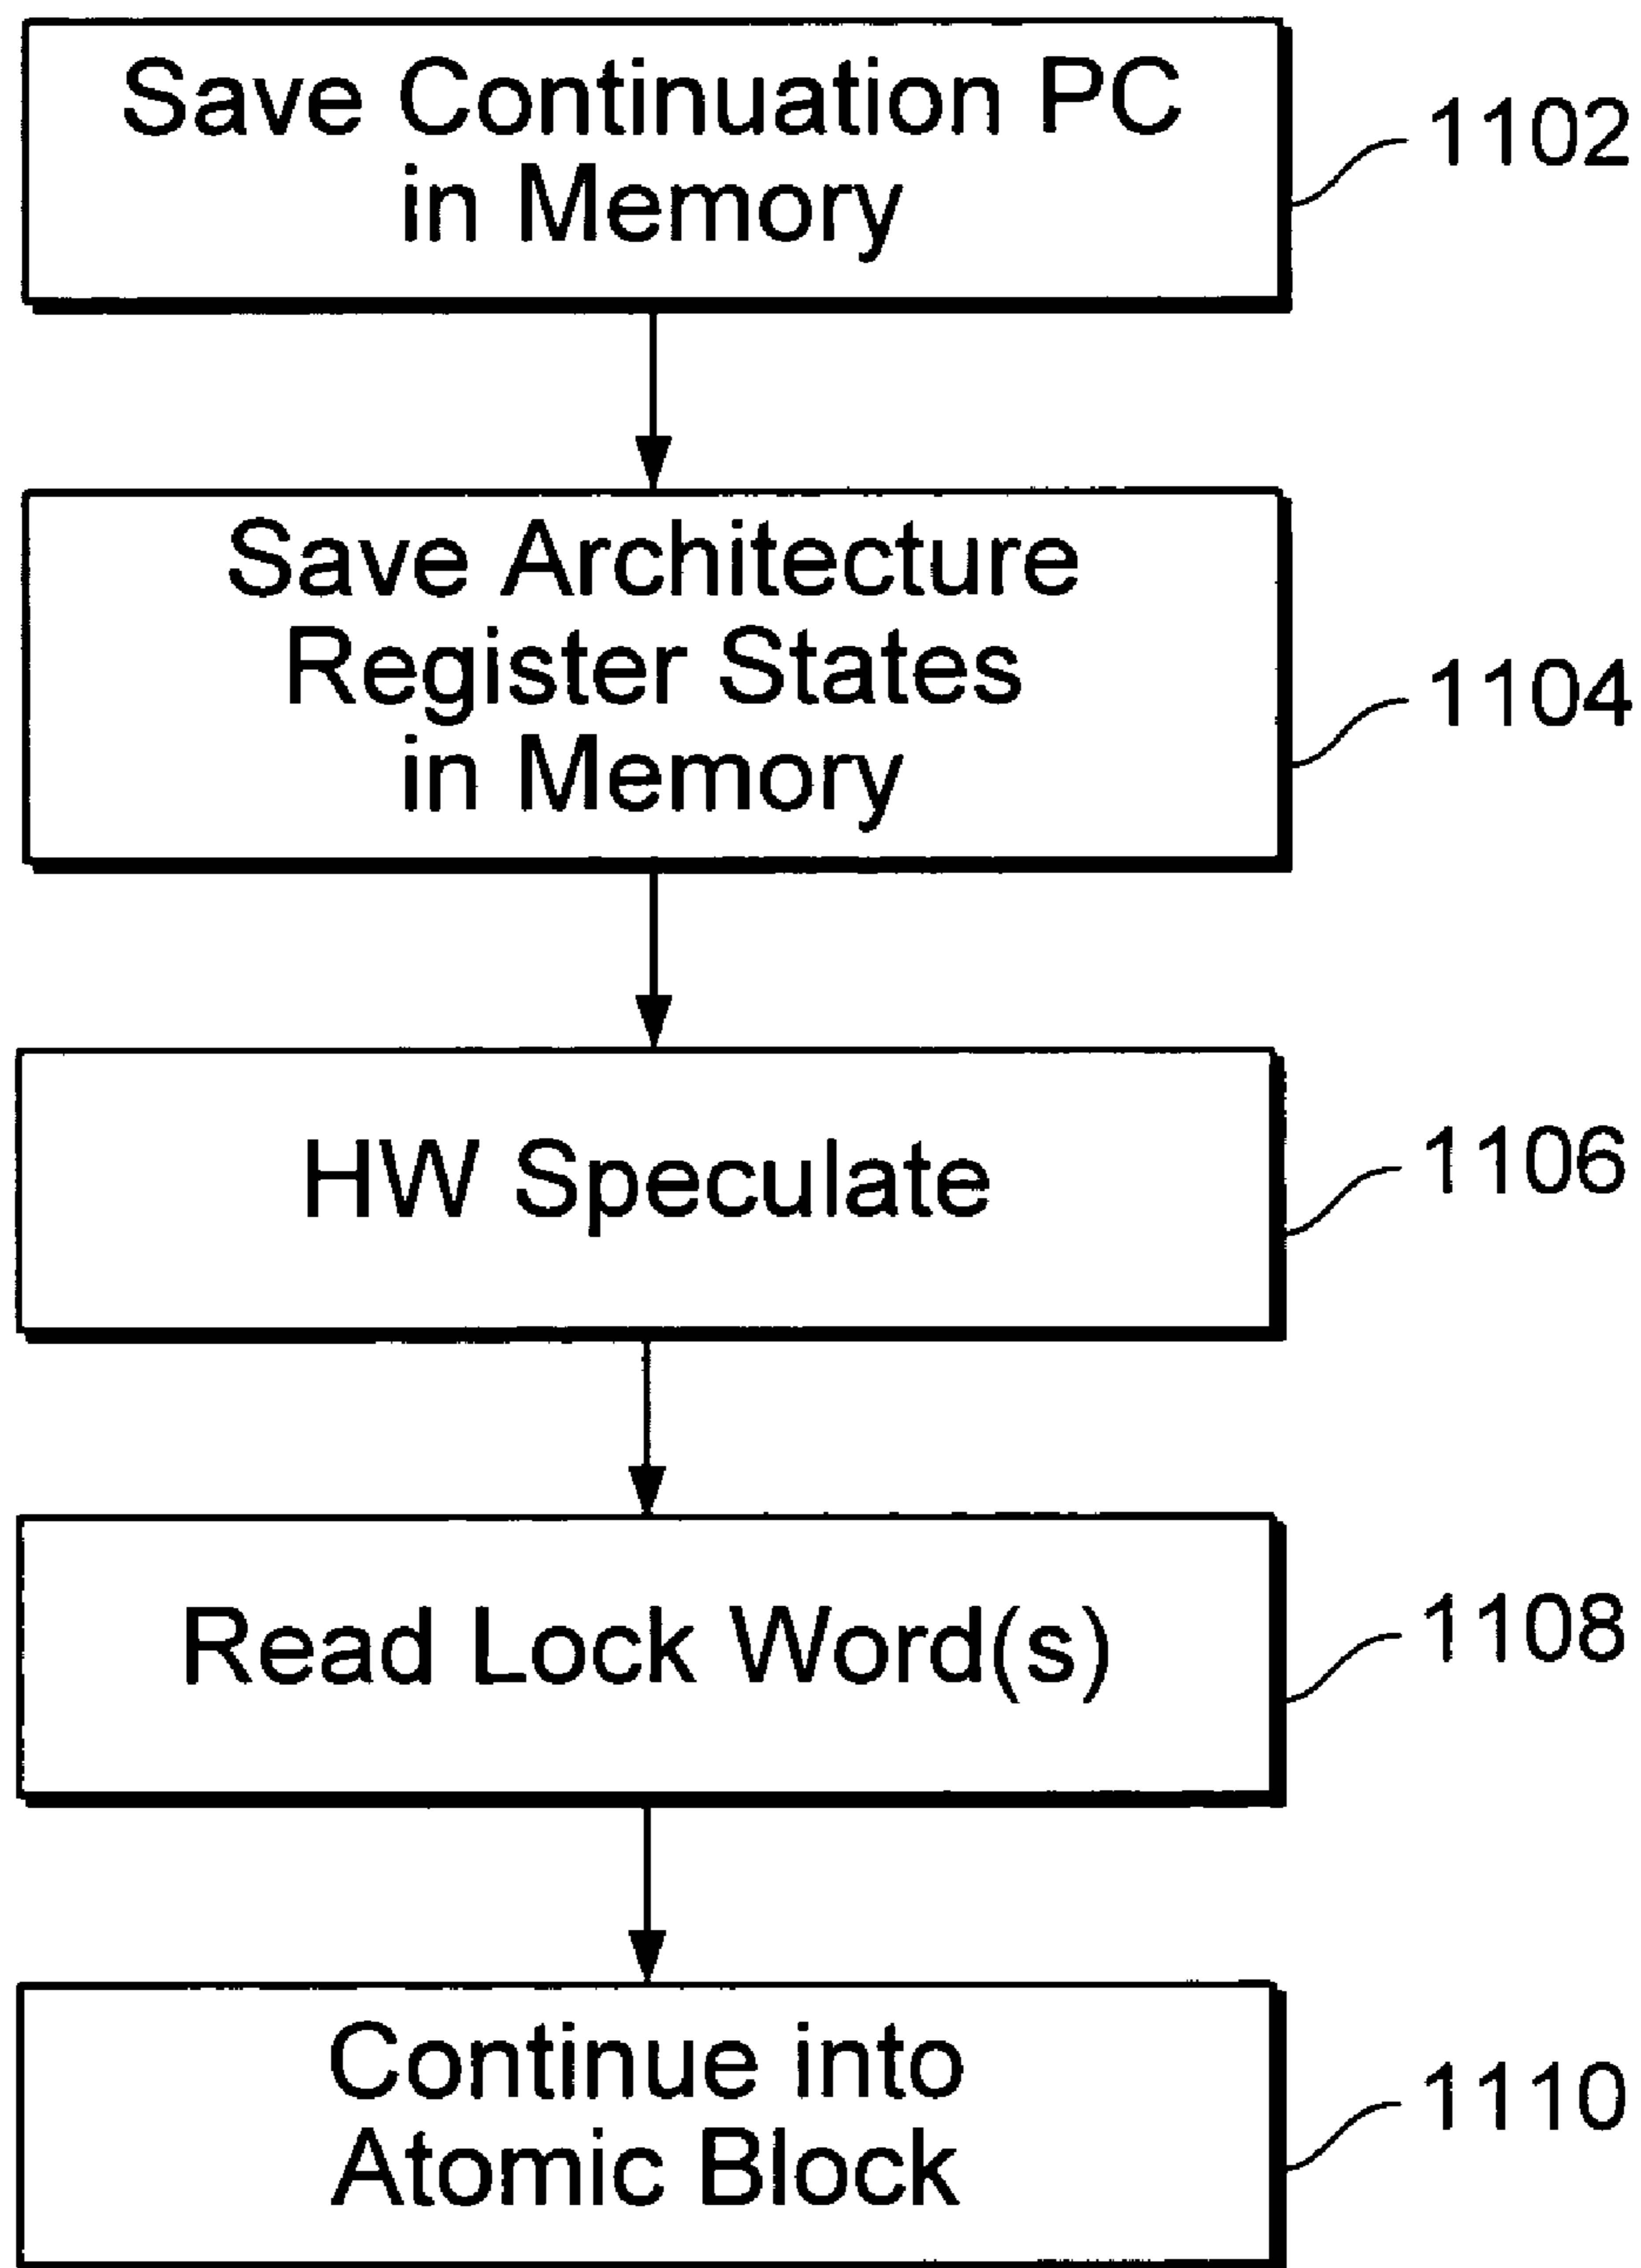 Save Continuation PC
in Memory
1102
Save Architecture
Register States
in Memory
1104
HW Speculate
1106
Read Lock Word(s)
1108
Continue into
Atomic Block
1110